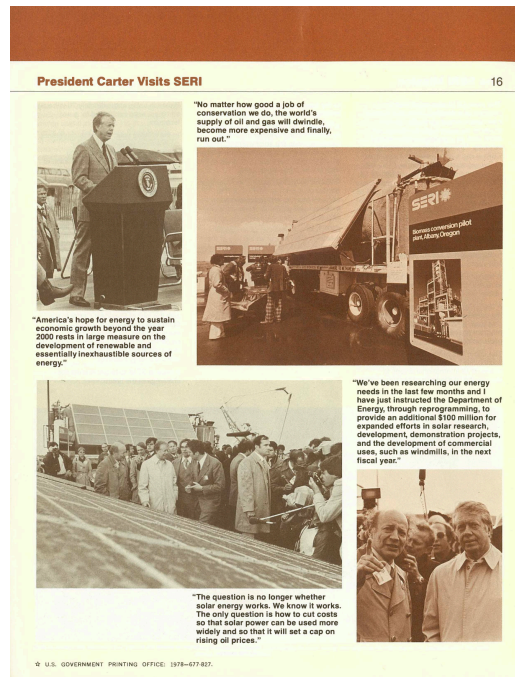 President Carter Visits SERI
16
"No matter how good a job of
conservation we do, the world's
supply of oil and gas will dwindle,
become more expensive and finally,
run out."
SERI
Biomass conversion pilot
plant, Albany, Oregon
"America's hope for energy to sustain
economic growth beyond the year
2000 rests in large measure on the
development of renewable and
essentially inexhaustible sources of
energy."
"We've been researching our energy
needs in the last few months and I
have just instructed the Department of
Energy, through reprogramming, to
provide an additional $100 million for
expanded efforts in solar research,
development, demonstration projects,
and the development of commercial
uses, such as windmills, in the next
fiscal year."
"The question is no longer whether
solar energy works. We know it works.
The only question is how to cut costs
so that solar power can be used more
widely and so that it will set a cap on
rising oil prices."
☆ U.S. GOVERNMENT PRINTING OFFICE: 1978—677-827.